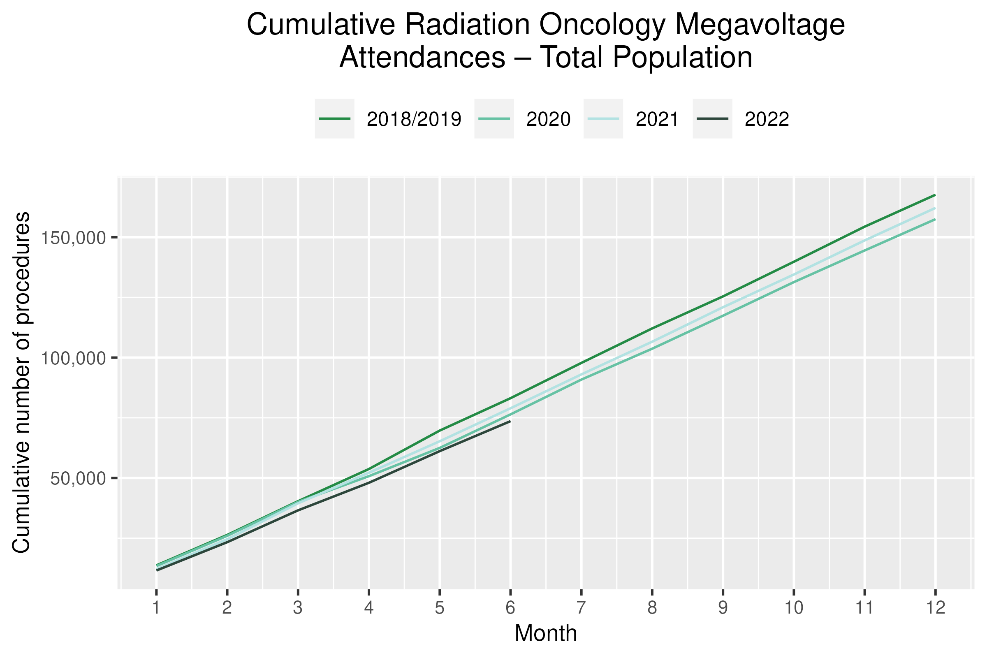 Cumulative Radiation Oncology Megavoltage
Attendances – Total Population
2018/2019 2020 2021 2022
Cumulative number of procedures
150,000
100,000
50,000
1 2 3 4 5 6 7 8 9 10 11 12
Month